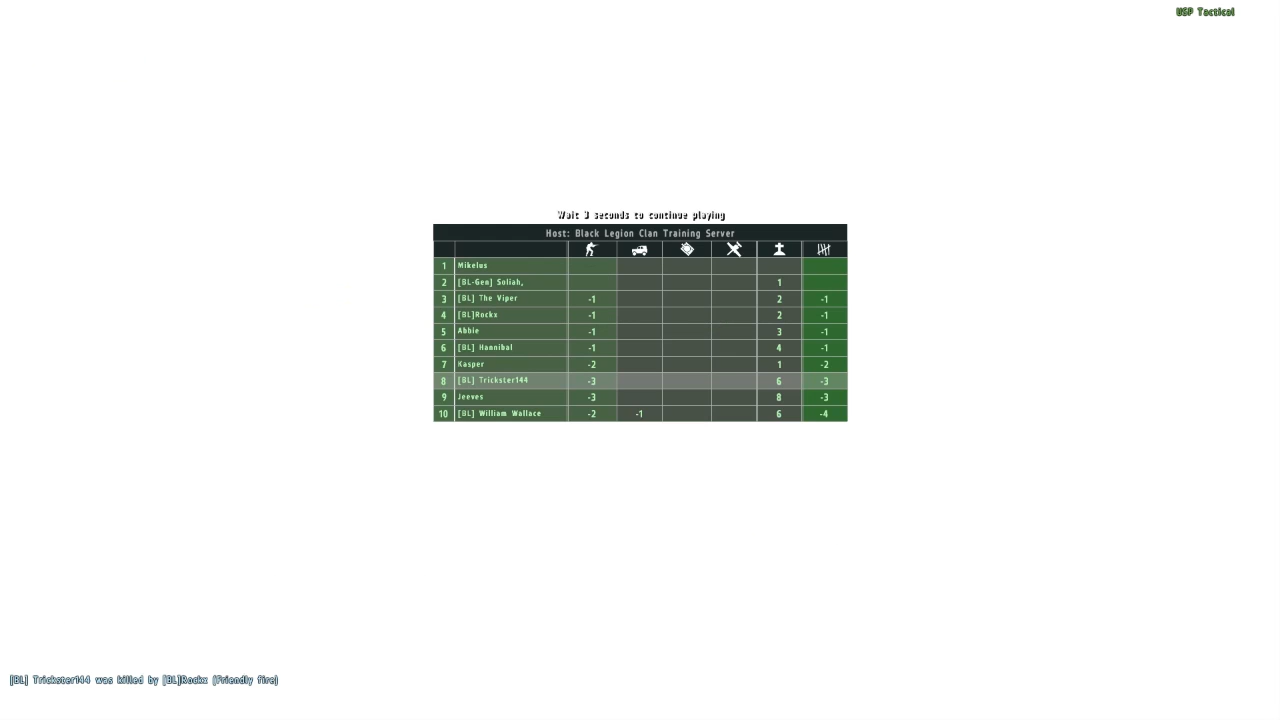 USP Tactical
Wait 3 seconds to continue playing
Host: Black Legion Clan Training Server
1 Mikelus
2 [BL-Gen] Soliah, 1
3 [BL] The Viper -1 2 -1
4 [BL]Rockx -1 2 -1
5 Abbie -1 3 -1
6 [BL] Hannibal -1 4 -1
7 Kasper -2 1 -2
8 [BL] Trickster144 -3 6 -3
9 Jeeves -3 8 -3
10 [BL] William Wallace -2 -1 6 -4
[BL] Trickster144 was killed by [BL]Rockx (Friendly fire)